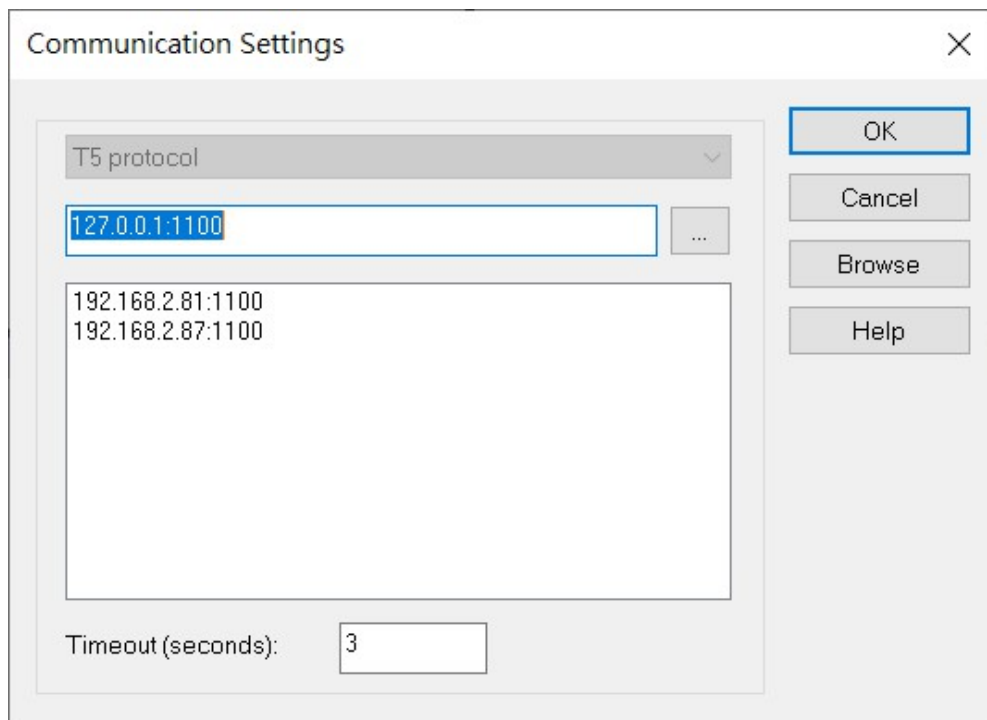 Communication Settings
T5 protocol
127.0.0.1:1100
...
192.168.2.81:1100
192.168.2.87:1100
Timeout (seconds):
3
OK
Cancel
Browse
Help